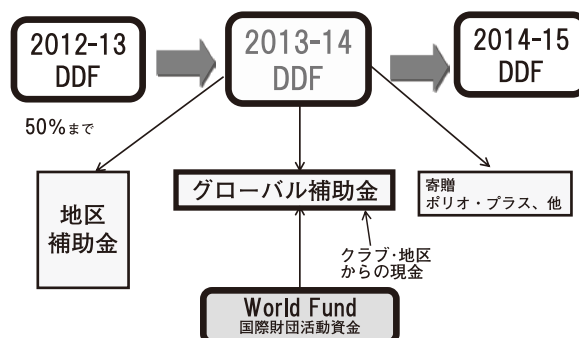 2012-13
DDF
2013-14
DDF
2014-15
DDF
50%まで
地区
補助金
グローバル補助金
寄贈
ポリオ・プラス、他
クラブ・地区
からの現金
World Fund
国際財団活動資金